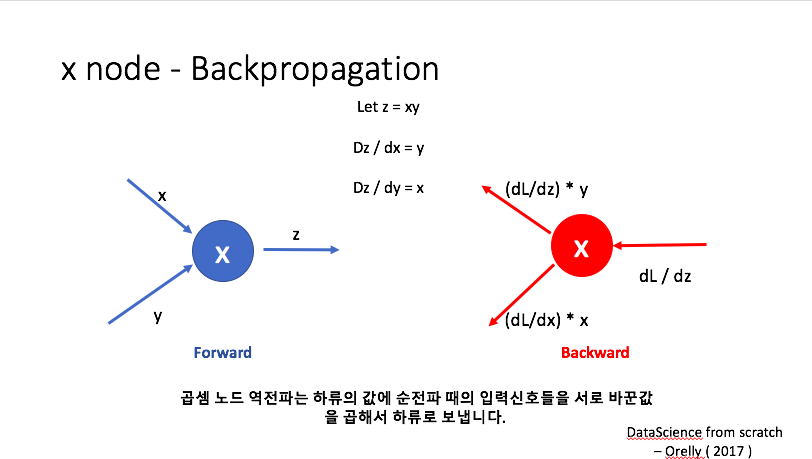 x node - Backpropagation
Let z = xy
Dz / dx = y
Dz / dy = x
x
y
X
z
Forward
(dL/dz) * y
X
dL / dz
(dL/dx) * x
Backward
곱셈 노드 역전파는 하류의 값에 순전파 때의 입력신호들을 서로 바꾼값
을 곱해서 하류로 보냅니다.
DataScience from scratch
– Orelly ( 2017 )